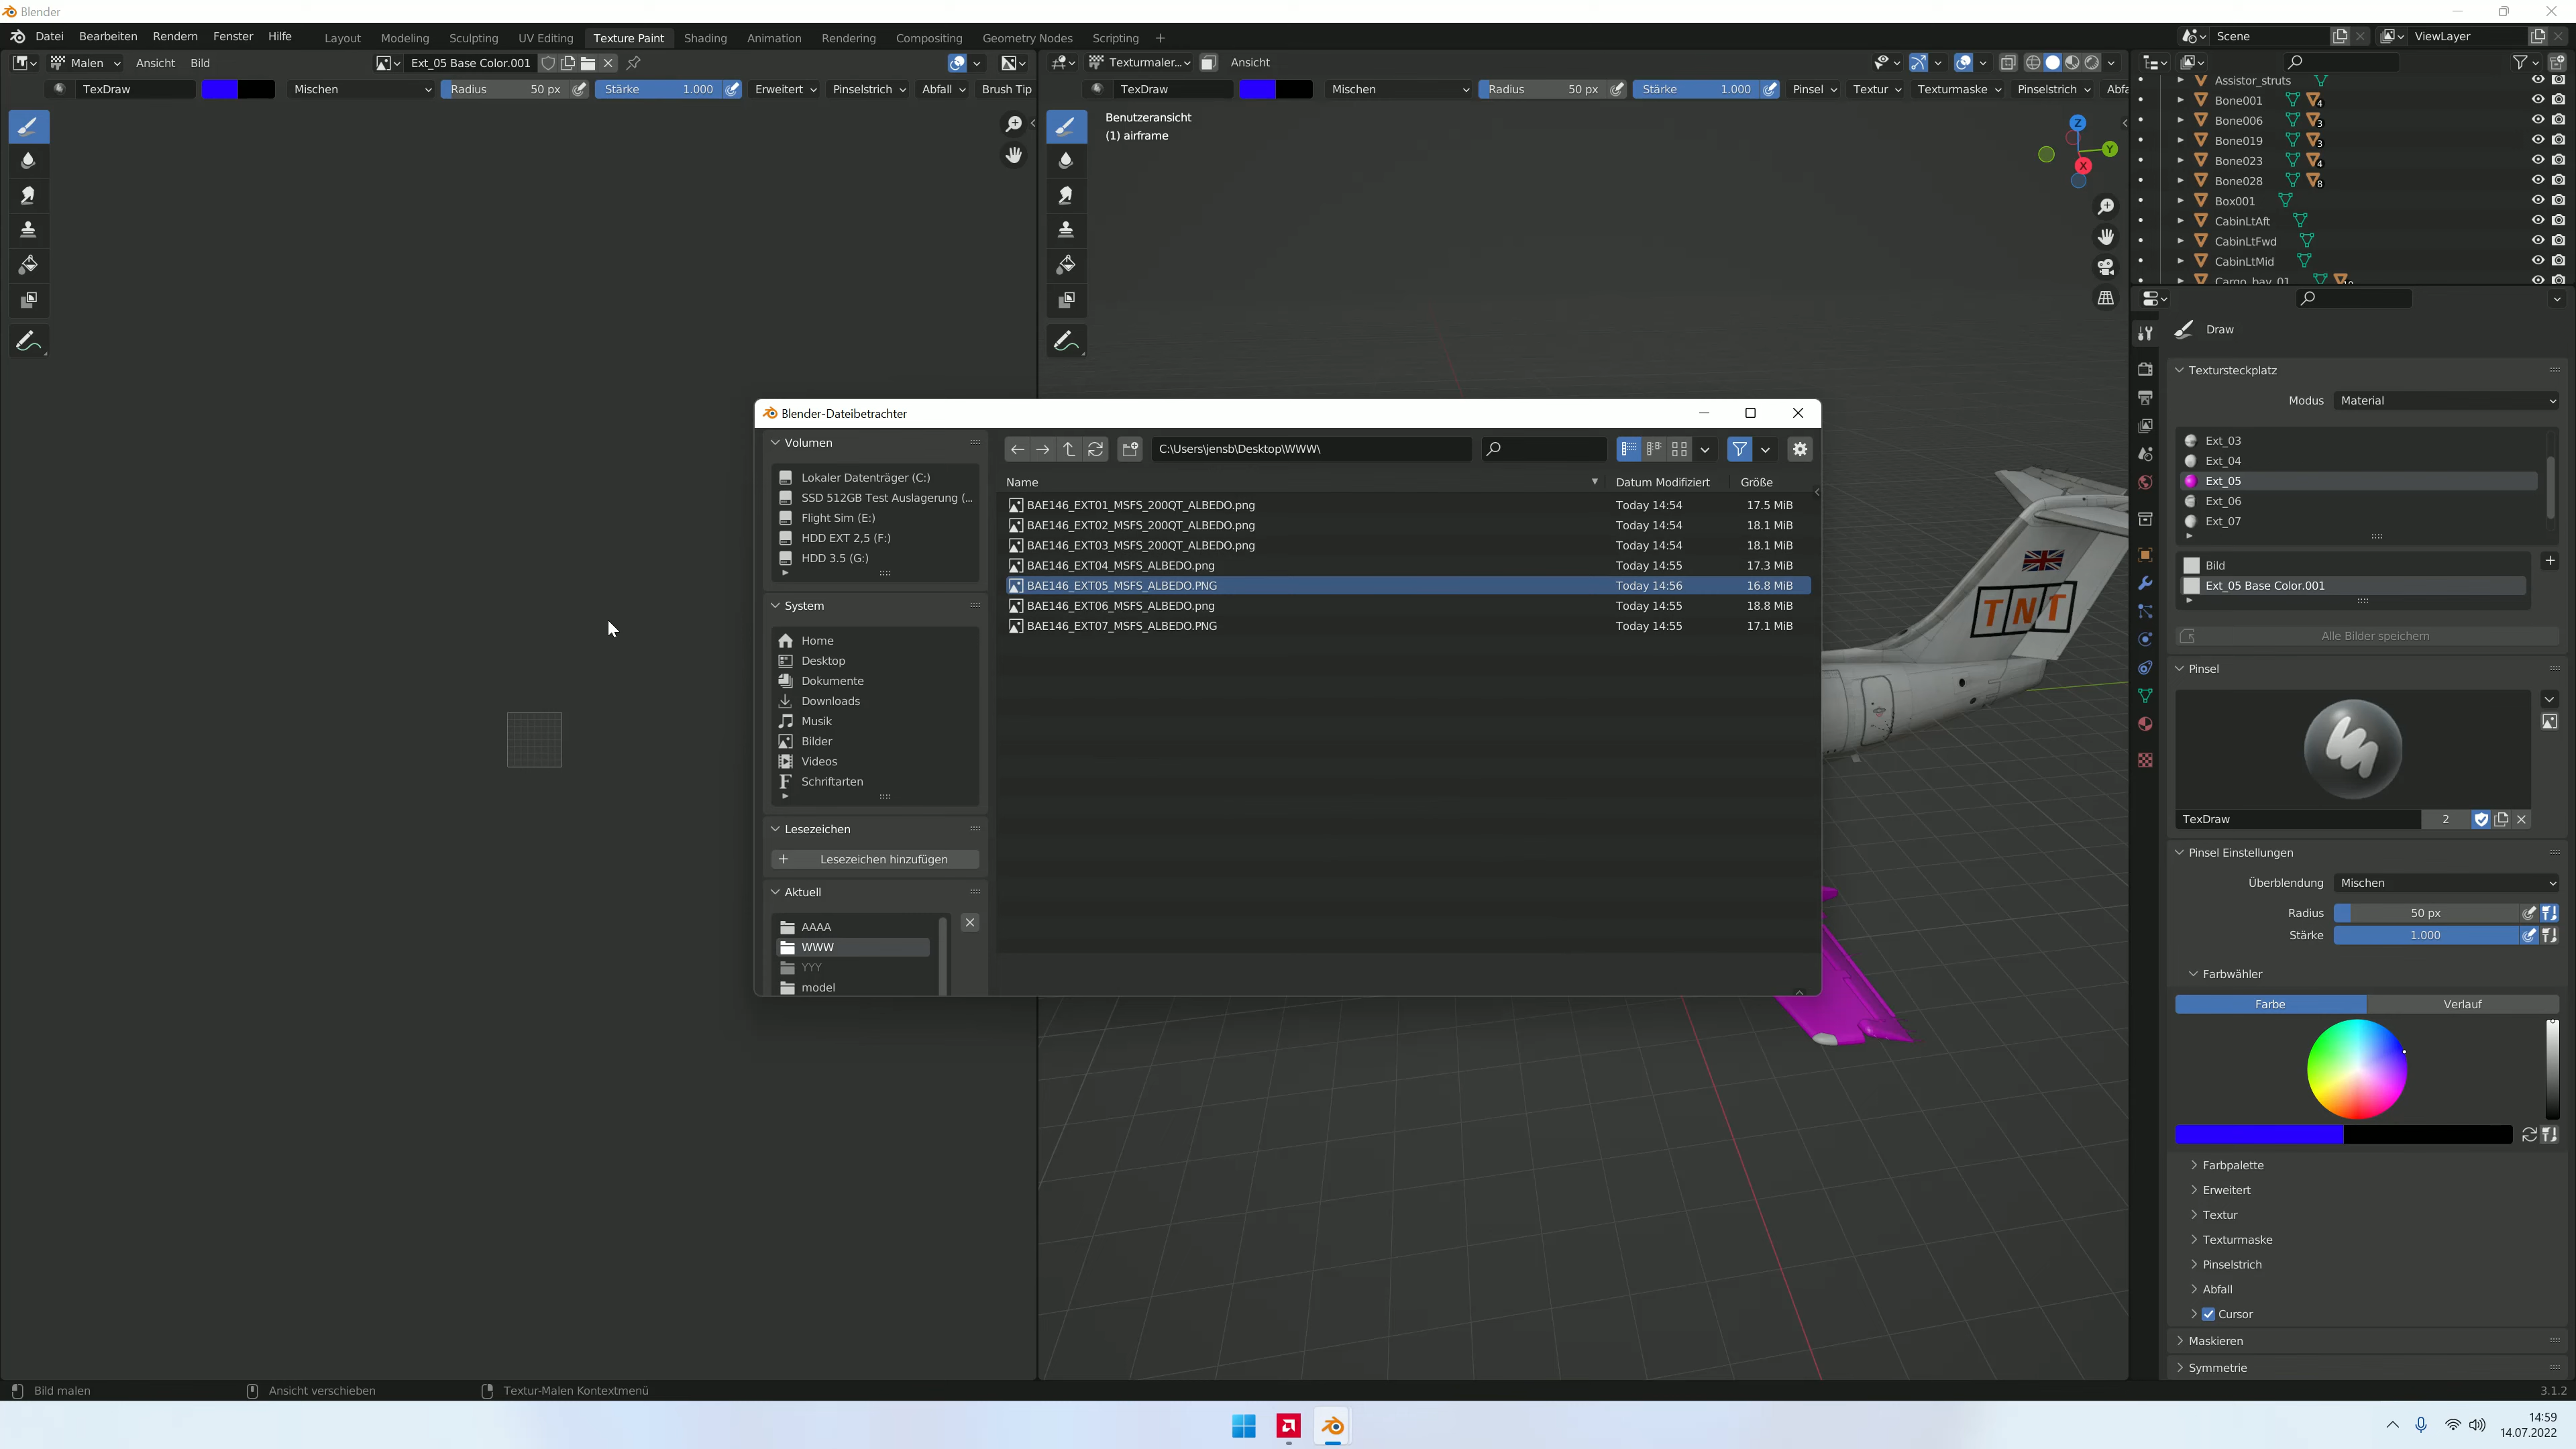 Blender
Datei Bearbeiten Rendern Fenster Hilfe Layout Modeling Sculpting UV Editing Texture Paint Shading Animation Rendering Compositing Geometry Nodes Scripting + Scene ViewLayer
Malen Ansicht Bild Ext_05 Base Color.001
TexDraw Mischen Radius 50 px Stärke 1.000 Erweitert Pinselstrich Abfall Brush Tip
Texturmaler... Ansicht
TexDraw Mischen Radius 50 px Stärke 1.000 Pinsel Textur Texturmaske Pinselstrich Abfa
Benutzeransicht
(1) airframe
Z
Y
X
Assistor_struts
Bone001 4
Bone006 3
Bone019 3
Bone023 4
Bone028 8
Box001
CabinLtAft
CabinLtFwd
CabinLtMid
Cargo_bay_01
Draw
Textursteckplatz
Modus Material
Ext_03
Ext_04
Ext_05
Ext_06
Ext_07
Bild
Ext_05 Base Color.001
Alle Bilder speichern
Pinsel
TexDraw 2
Pinsel Einstellungen
Überblendung Mischen
Radius 50 px
Stärke 1.000
Farbwähler
Farbe Verlauf
Farbpalette
Erweitert
Textur
Texturmaske
Pinselstrich
Abfall
Cursor
Maskieren
Symmetrie
Blender-Dateibetrachter
Volumen
Lokaler Datenträger (C:)
SSD 512GB Test Auslagerung (...
Flight Sim (E:)
HDD EXT 2,5 (F:)
HDD 3.5 (G:)
System
Home
Desktop
Dokumente
Downloads
Musik
Bilder
Videos
Schriftarten
Lesezeichen
Lesezeichen hinzufügen
Aktuell
AAAA
WWW
YYY
model
C:\Users\jensb\Desktop\WWW\
Name Datum Modifiziert Größe
BAE146_EXT01_MSFS_200QT_ALBEDO.png Today 14:54 17.5 MiB
BAE146_EXT02_MSFS_200QT_ALBEDO.png Today 14:54 18.1 MiB
BAE146_EXT03_MSFS_200QT_ALBEDO.png Today 14:54 18.1 MiB
BAE146_EXT04_MSFS_ALBEDO.png Today 14:55 17.3 MiB
BAE146_EXT05_MSFS_ALBEDO.PNG Today 14:56 16.8 MiB
BAE146_EXT06_MSFS_ALBEDO.png Today 14:55 18.8 MiB
BAE146_EXT07_MSFS_ALBEDO.PNG Today 14:55 17.1 MiB
TNT
Bild malen Ansicht verschieben Textur-Malen Kontextmenü 3.1.2
14:59
14.07.2022